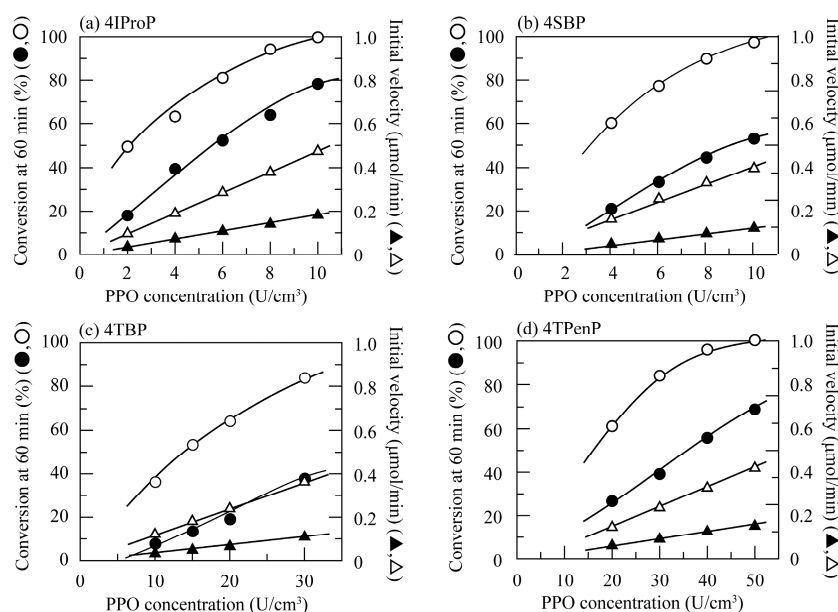 (a) 4IProP
Conversion at 60 min (%) (●,○)
100
80
60
40
20
0
1.0
0.8
0.6
0.4
0.2
0
Initial velocity (μmol/min) (▲,△)
0 2 4 6 8 10
PPO concentration (U/cm³)
(b) 4SBP
Conversion at 60 min (%) (●,○)
100
80
60
40
20
0
1.0
0.8
0.6
0.4
0.2
0
Initial velocity (μmol/min) (▲,△)
0 2 4 6 8 10
PPO concentration (U/cm³)
(c) 4TBP
Conversion at 60 min (%) (●,○)
100
80
60
40
20
0
1.0
0.8
0.6
0.4
0.2
0
Initial velocity (μmol/min) (▲,△)
0 10 20 30
PPO concentration (U/cm³)
(d) 4TPenP
Conversion at 60 min (%) (●,○)
100
80
60
40
20
0
1.0
0.8
0.6
0.4
0.2
0
Initial velocity (μmol/min) (▲,△)
0 10 20 30 40 50
PPO concentration (U/cm³)